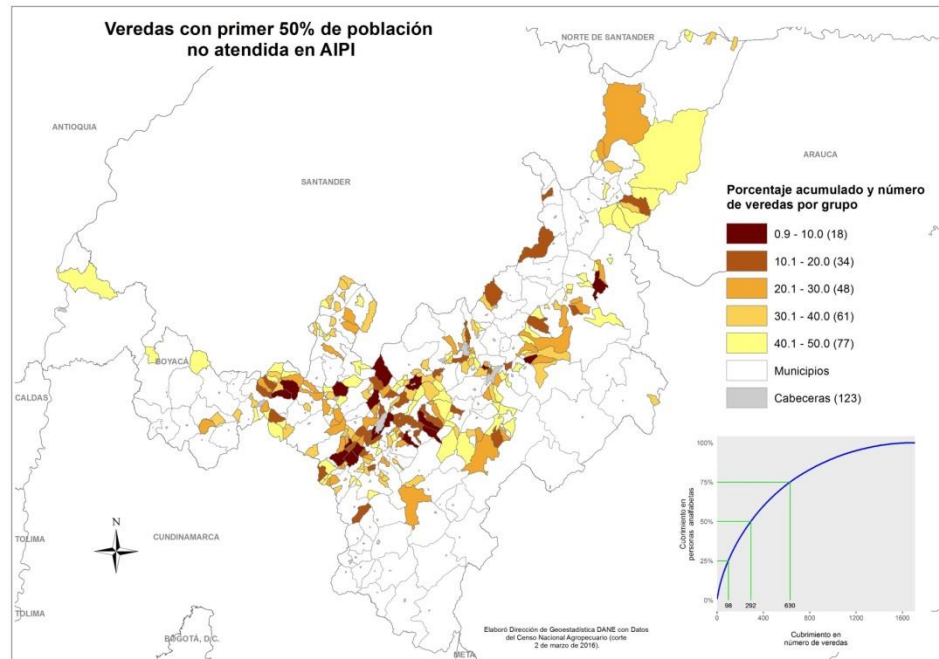 Veredas con primer 50% de población
no atendida en AIPI
NORTE DE SANTANDER
ANTIOQUIA
ARAUCA
SANTANDER
Porcentaje acumulado y número
de veredas por grupo
0.9 - 10.0 (18)
10.1 - 20.0 (34)
20.1 - 30.0 (48)
30.1 - 40.0 (61)
40.1 - 50.0 (77)
Municipios
Cabeceras (123)
BOYACÁ
CALDAS
N
CUNDINAMARCA
TOLIMA
TOLIMA
BOGOTÁ, D.C.
META
Elaboró Dirección de Geoestadística DANE con Datos
del Censo Nacional Agropecuario (corte
2 de marzo de 2016).
Cubrimiento en
personas analfabetas
100%
75%
50%
25%
0%
98 292 630
0 400 800 1200 1600
Cubrimiento en
número de veredas